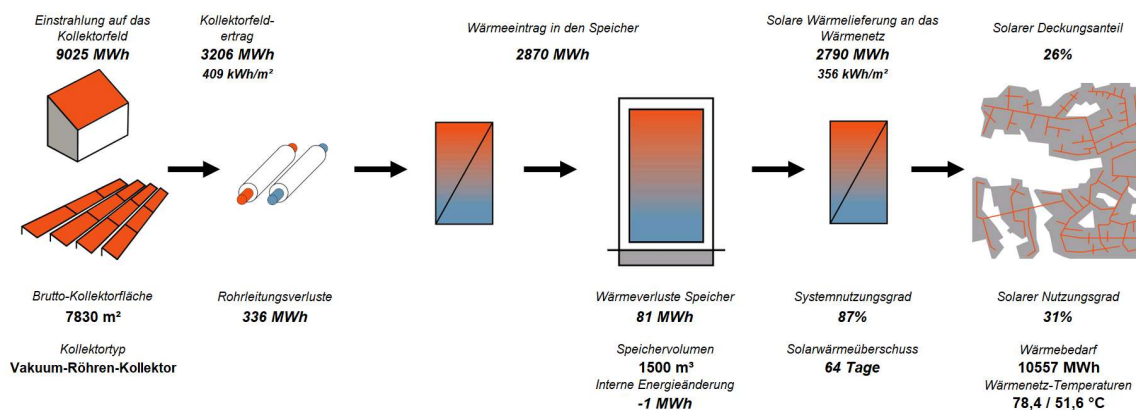 Einstrahlung auf das
Kollektorfeld
9025 MWh
Kollektorfeld-
ertrag
3206 MWh
409 kWh/m²
Wärmeeintrag in den Speicher
2870 MWh
Solare Wärmelieferung an das
Wärmenetz
2790 MWh
356 kWh/m²
Solarer Deckungsanteil
26%
Brutto-Kollektorfläche
7830 m²
Kollektortyp
Vakuum-Röhren-Kollektor
Rohrleitungsverluste
336 MWh
Wärmeverluste Speicher
81 MWh
Speichervolumen
1500 m³
Interne Energieänderung
-1 MWh
Systemnutzungsgrad
87%
Solarwärmeüberschuss
64 Tage
Solarer Nutzungsgrad
31%
Wärmebedarf
10557 MWh
Wärmenetz-Temperaturen
78,4 / 51,6 °C